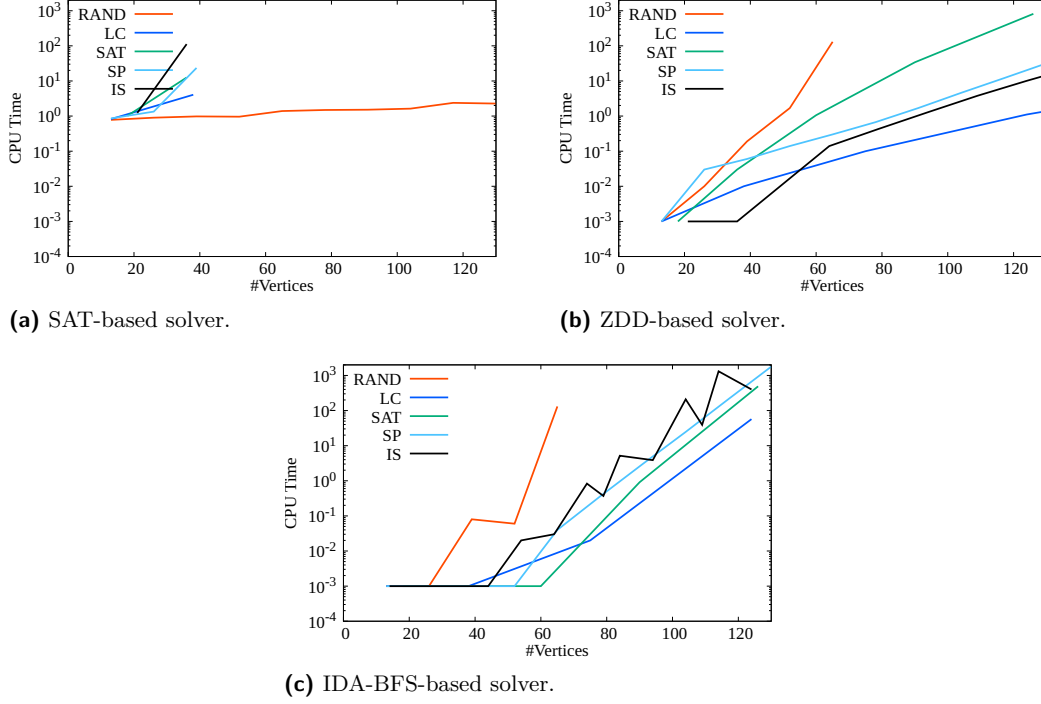 10^3
10^2
10^1
10^0
10^-1
10^-2
10^-3
10^-4
CPU Time
RAND
LC
SAT
SP
IS
0 20 40 60 80 100 120
#Vertices
(a) SAT-based solver.
10^3
10^2
10^1
10^0
10^-1
10^-2
10^-3
10^-4
CPU Time
RAND
LC
SAT
SP
IS
0 20 40 60 80 100 120
#Vertices
(b) ZDD-based solver.
10^3
10^2
10^1
10^0
10^-1
10^-2
10^-3
10^-4
CPU Time
RAND
LC
SAT
SP
IS
0 20 40 60 80 100 120
#Vertices
(c) IDA-BFS-based solver.